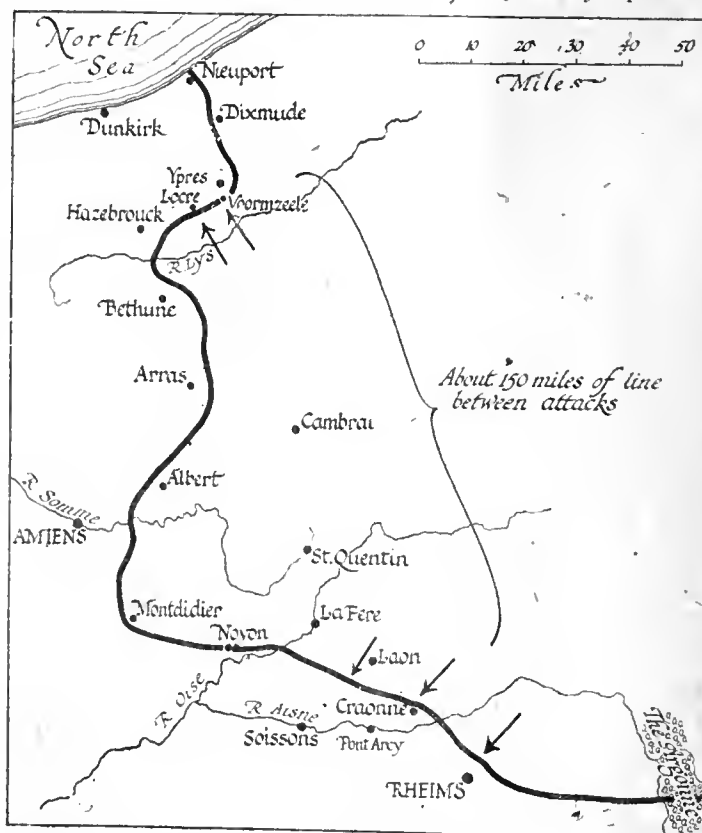 North
Sea
0 10 20 30 40 50
Miles
Nieuport
Dunkirk
Dixmude
Ypres
Locre
Voormzeele
Hazebrouck
R. Lys
Bethune
About 150 miles of line
between attacks
Arras
Cambrai
Albert
R Somme
AMIENS
St. Quentin
Montdidier
La Fere
Noyon
Laon
R Oise
Craonne
R Aisne
Soissons
Pont Arcy
RHEIMS
The Argonne